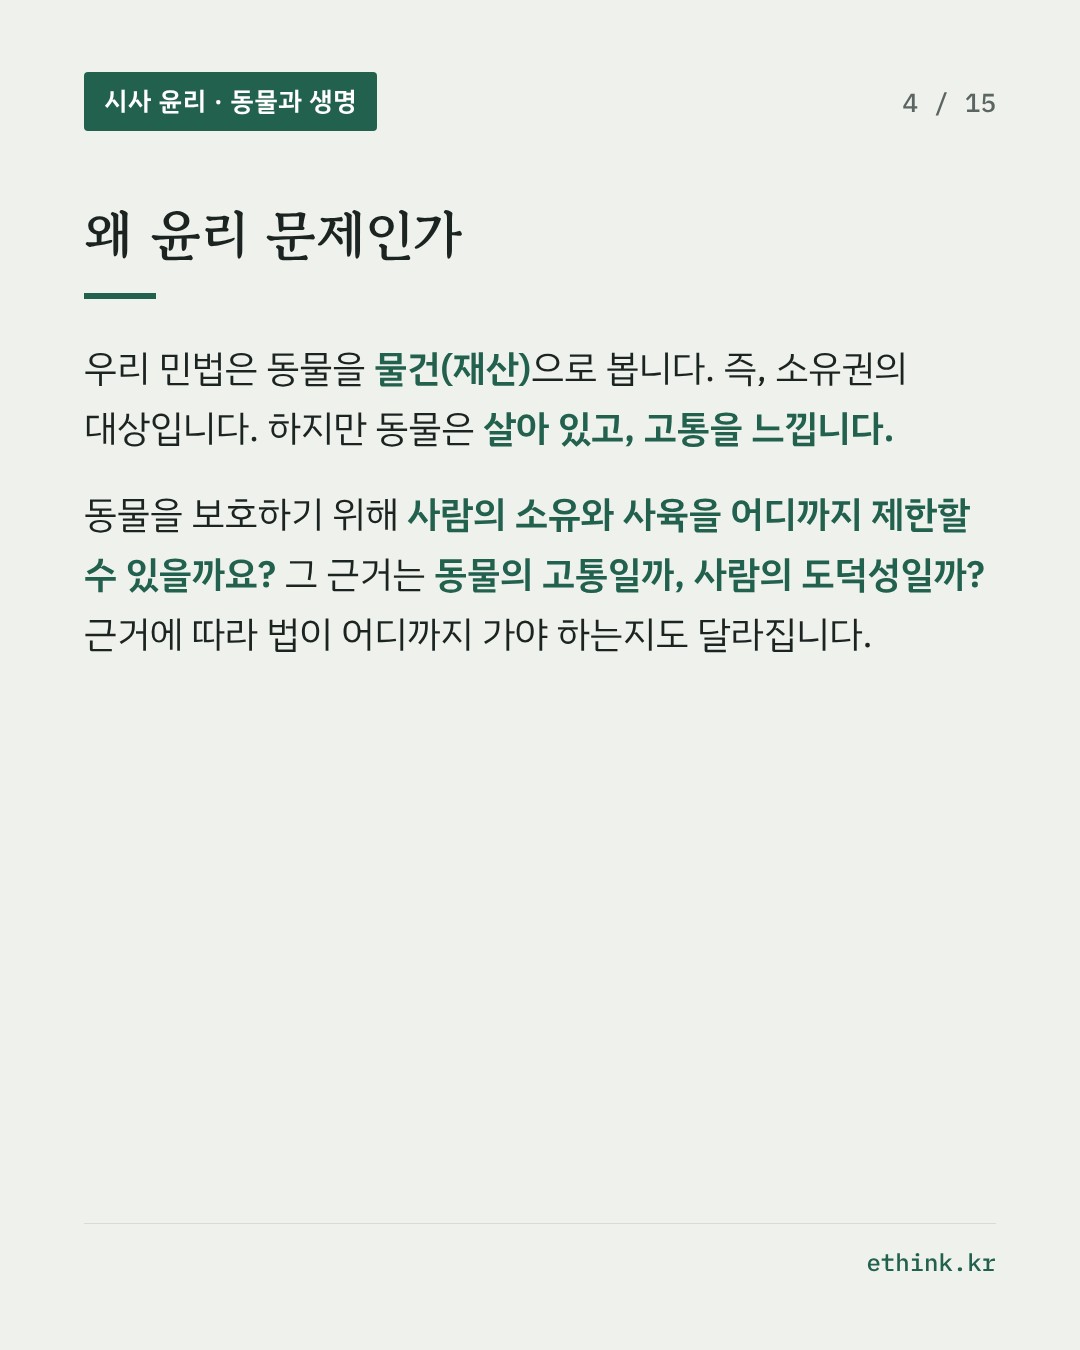 시사 윤리 · 동물과 생명
4 / 15
왜 윤리 문제인가
우리 민법은 동물을 물건(재산)으로 봅니다. 즉, 소유권의
대상입니다. 하지만 동물은 살아 있고, 고통을 느낍니다.
동물을 보호하기 위해 사람의 소유와 사육을 어디까지 제한할
수 있을까요? 그 근거는 동물의 고통일까, 사람의 도덕성일까?
근거에 따라 법이 어디까지 가야 하는지도 달라집니다.
ethink.kr